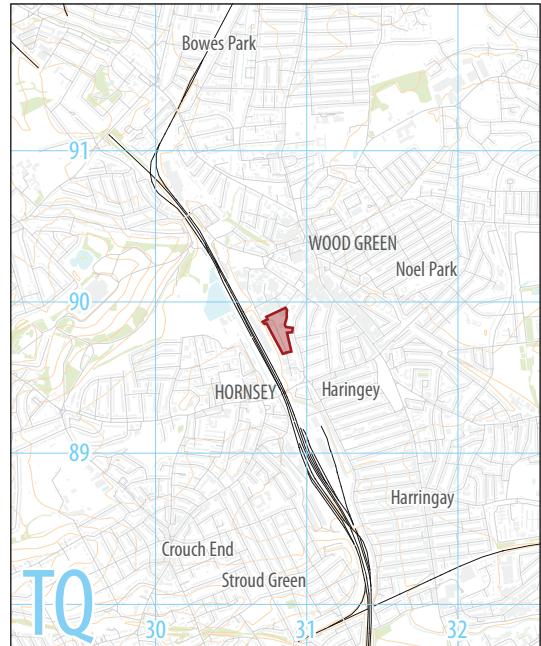 Bowes Park
91
WOOD GREEN
Noel Park
90
HORNSEY
Haringey
89
Harringay
Crouch End
Stroud Green
TQ
30
31
32